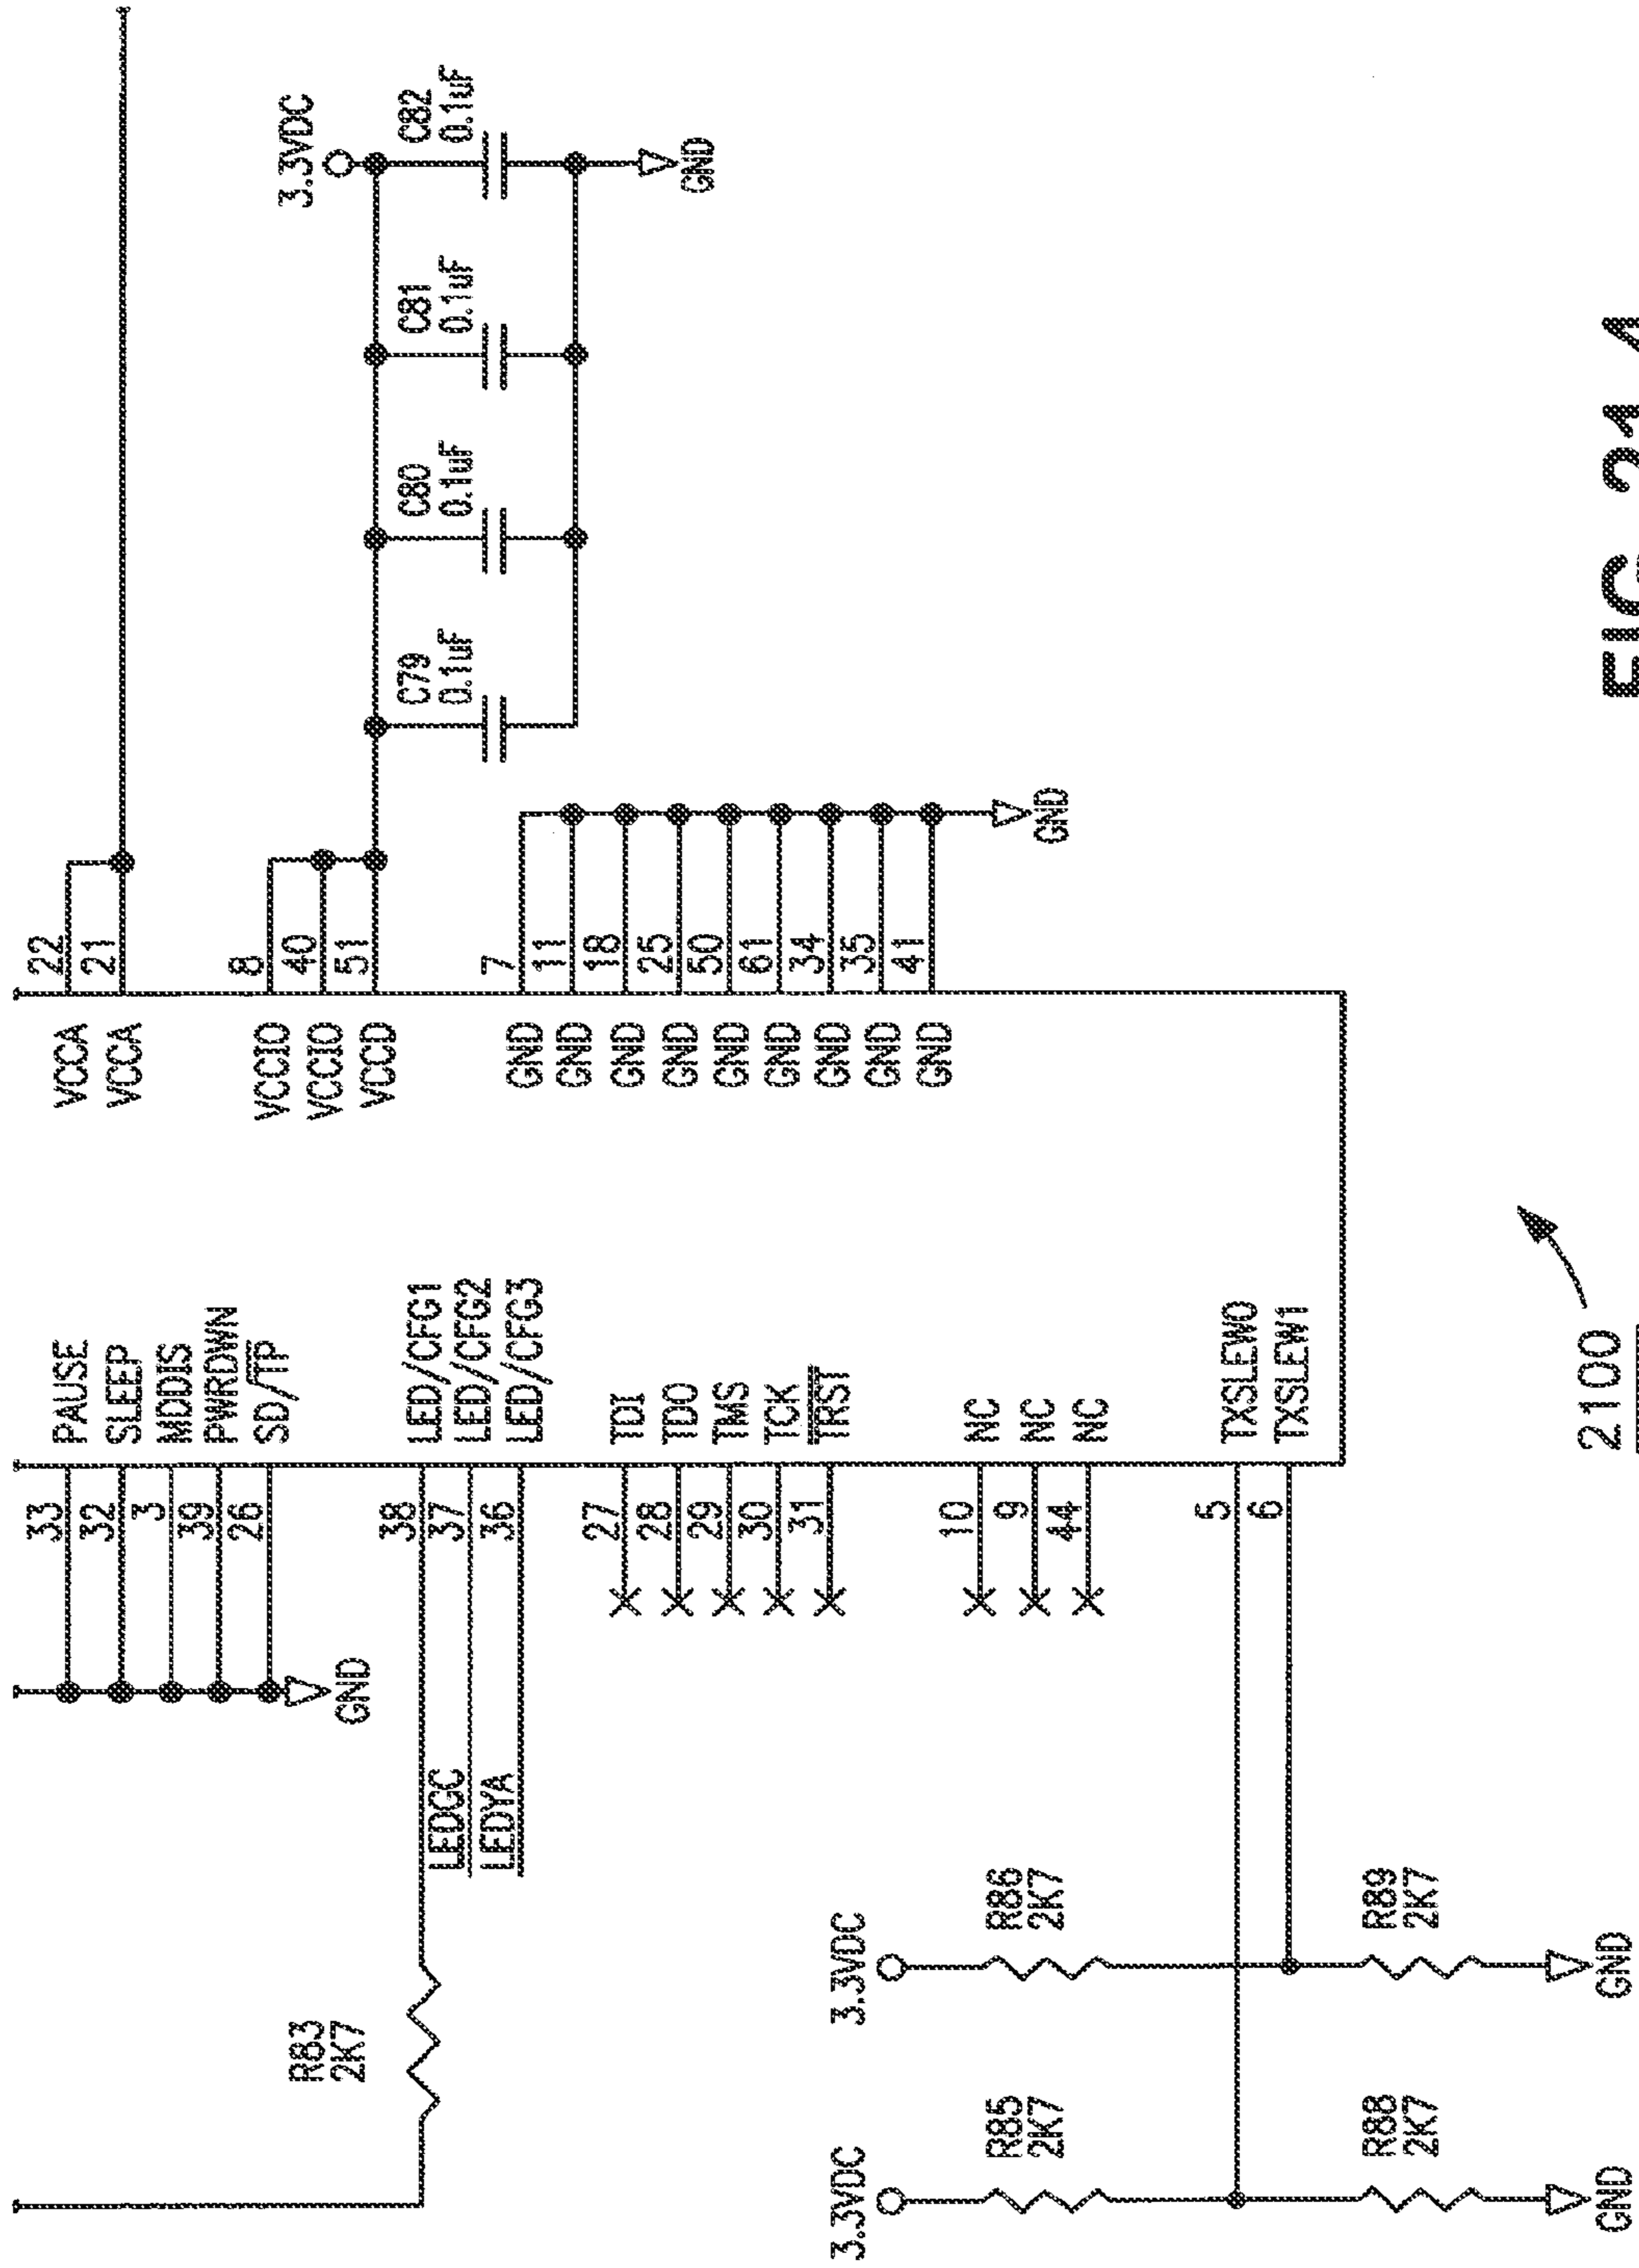 33 PAUSE
32 SLEEP
3 MDDIS
39 PWRDWN
26 SD/TP
GND
R83
2K7
38 LED/CFG1
LEDGC 37 LED/CFG2
LEDYA 36 LED/CFG3
27 TDI
28 TDO
29 TMS
30 TCK
31 TRST
10 NC
9 NC
44 NC
5 TXSLEW0
6 TXSLEW1
3.3VDC
3.3VDC
R85
2K7
R86
2K7
R88
2K7
R89
2K7
GND
GND
VCCA 22
VCCA 21
VCCIO 8
VCCIO 40
VCCD 51
GND 7
GND 11
GND 18
GND 25
GND 50
GND 61
GND 34
GND 35
GND 41
GND
3.3VDC
C79
0.1uF
C80
0.1uF
C81
0.1uF
C82
0.1uF
GND
2100